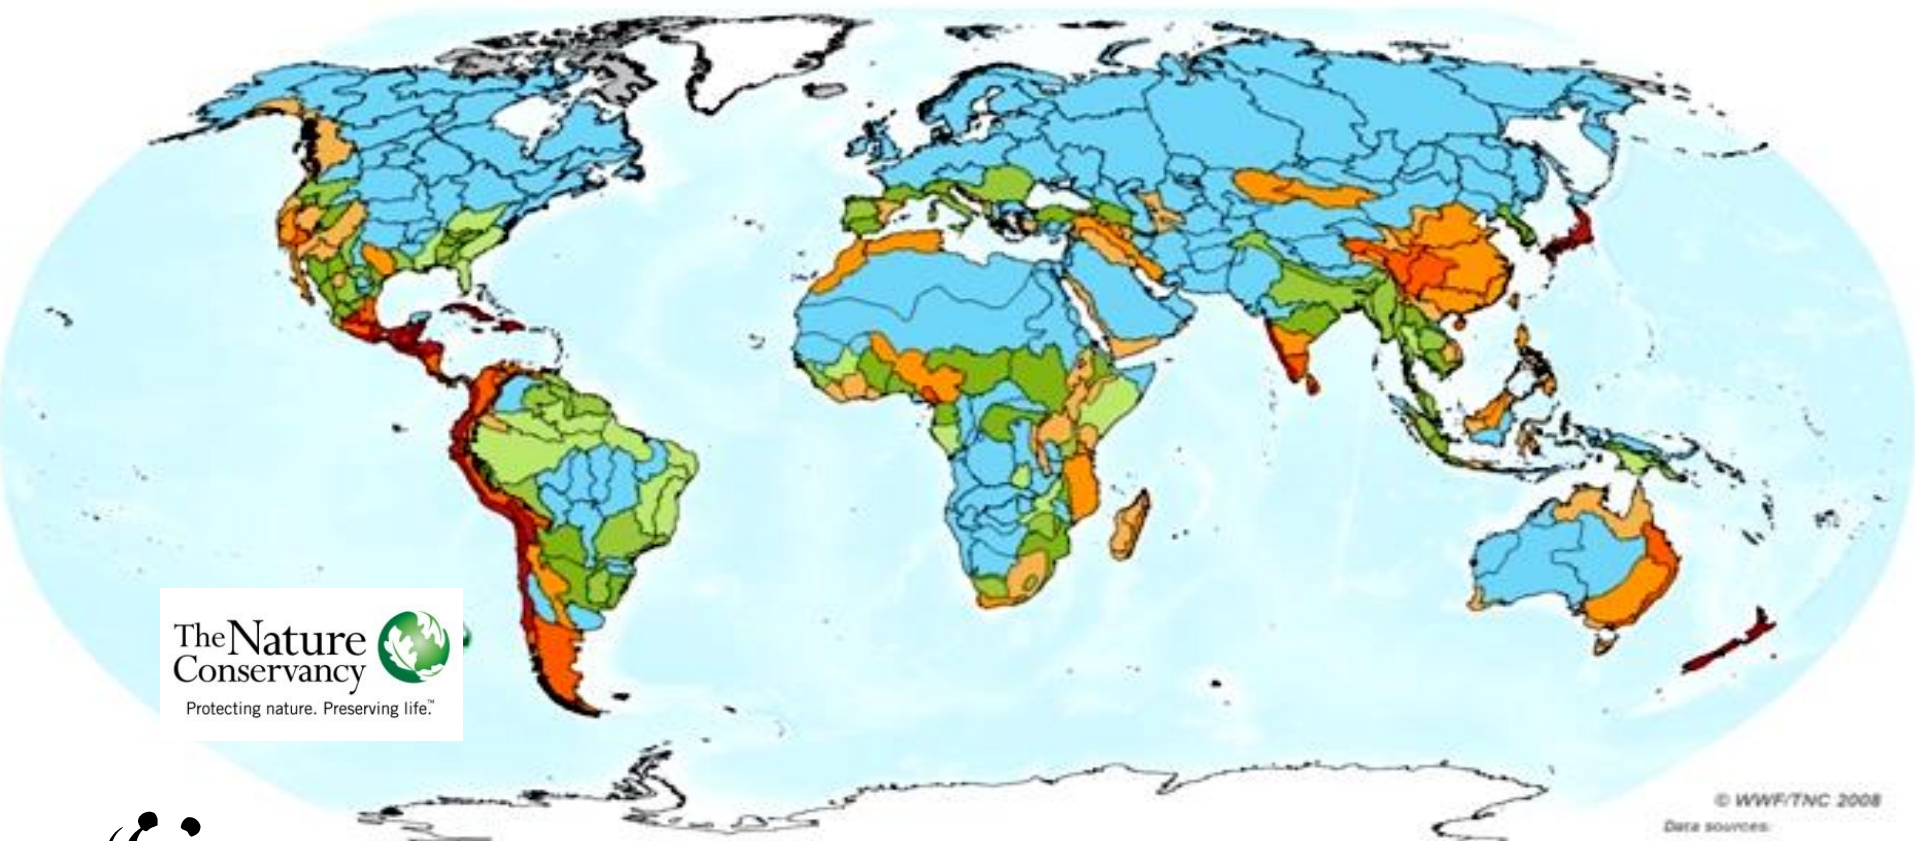 The Nature
Conservancy
Protecting nature. Preserving life.™
© WWF/TNC 2008
Data sources: